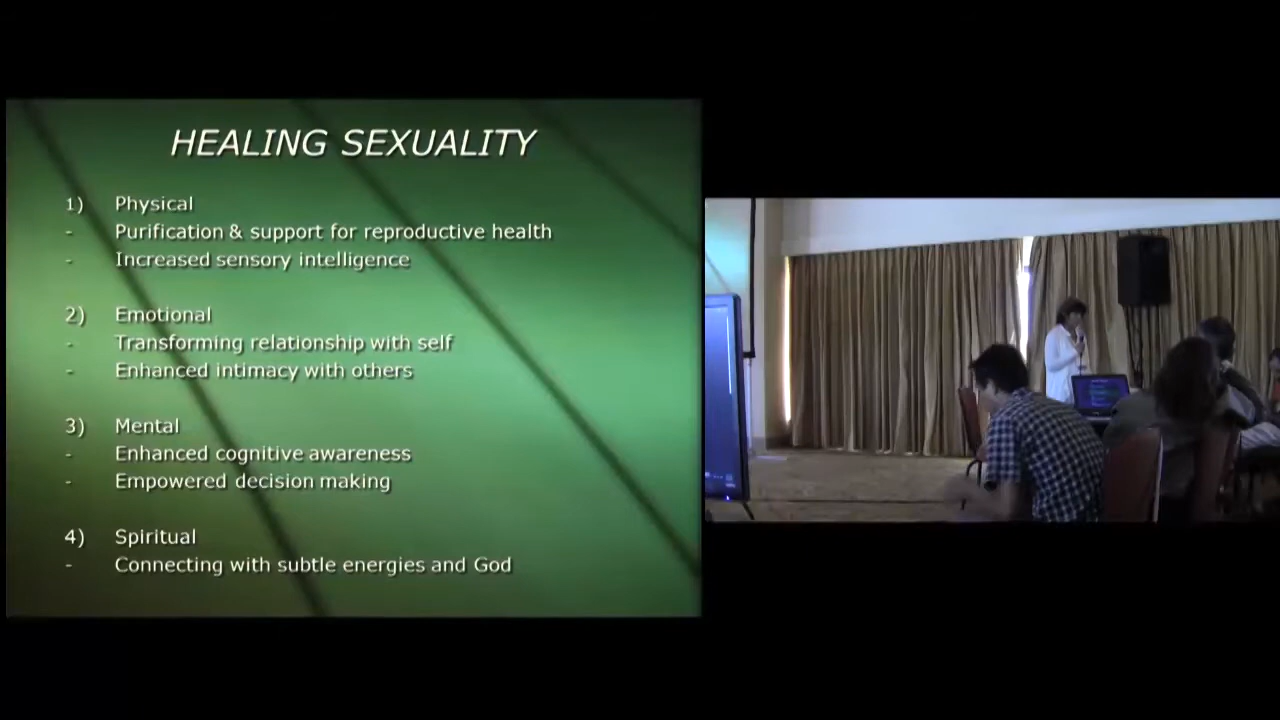 HEALING SEXUALITY
1) Physical
- Purification & support for reproductive health
- Increased sensory intelligence
2) Emotional
- Transforming relationship with self
- Enhanced intimacy with others
3) Mental
- Enhanced cognitive awareness
- Empowered decision making
4) Spiritual
- Connecting with subtle energies and God